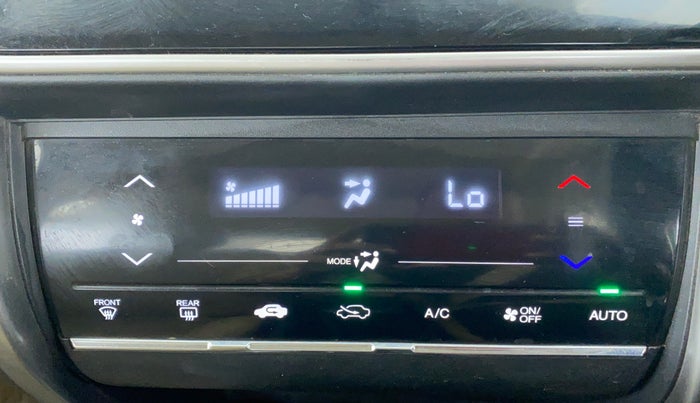 Lo
MODE
FRONT REAR A/C ON/ AUTO
OFF